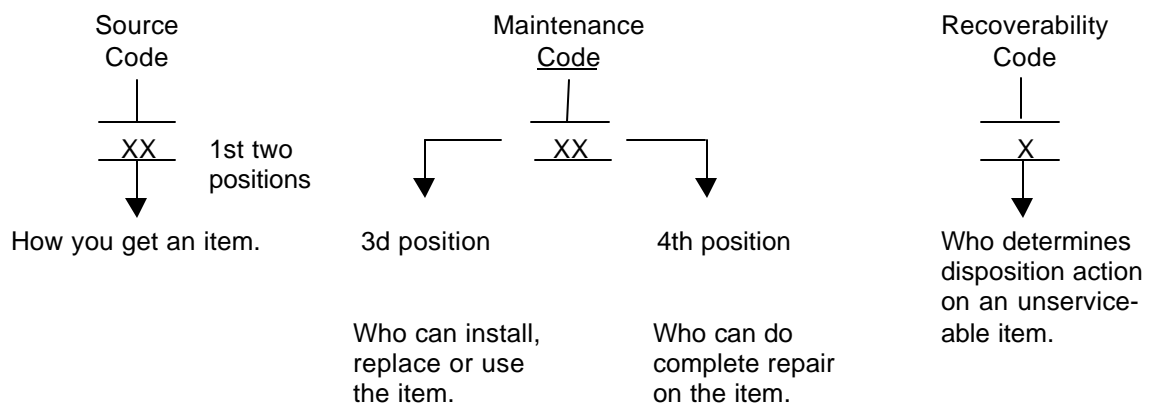 Source
Code
XX
1st two
positions
How you get an item.
Maintenance
Code
XX
3d position
4th position
Who can install,
replace or use
the item.
Who can do
complete repair
on the item.
Recoverability
Code
X
Who determines
disposition action
on an unservice-
able item.